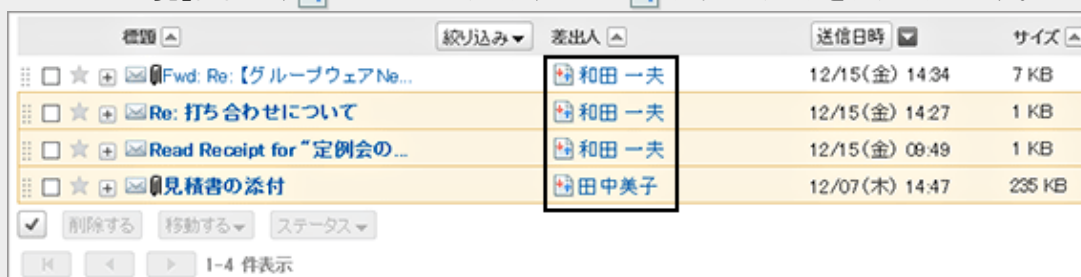 標題 絞り込み 差出人 送信日時 サイズ
Fwd: Re:【グループウェアNe... 和田 一夫 12/15(金) 14:34 7 KB
Re: 打ち合わせについて 和田 一夫 12/15(金) 14:27 1 KB
Read Receipt for "定例会の... 和田 一夫 12/15(金) 09:49 1 KB
見積書の添付 田中美子 12/07(木) 14:47 235 KB
削除する 移動する ステータス
1-4 件表示